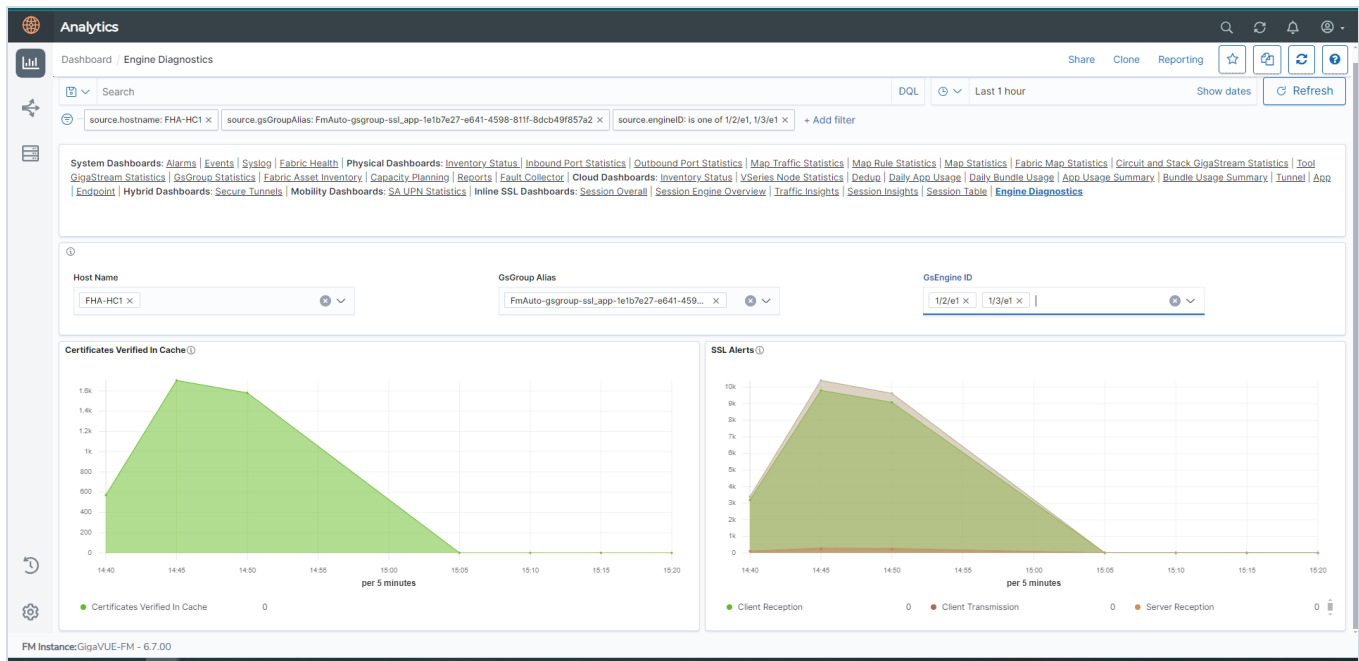 Analytics
Dashboard / Engine Diagnostics
Share Clone Reporting
Search
DQL
Last 1 hour
Show dates
Refresh
source.hostname: FHA-HC1 ×
source.gsGroupAlias: FmAuto-gsgroup-ssl_app-1e1b7e27-e641-4598-811f-8dcb49f857a2 ×
source.engineID: is one of 1/2/e1, 1/3/e1 ×
+ Add filter
System Dashboards: Alarms | Events | Syslog | Fabric Health | Physical Dashboards: Inventory Status | Inbound Port Statistics | Outbound Port Statistics | Map Traffic Statistics | Map Rule Statistics | Map Statistics | Fabric Map Statistics | Circuit and Stack GigaStream Statistics | Tool
GigaStream Statistics | GsGroup Statistics | Fabric Asset Inventory | Capacity Planning | Reports | Fault Collector | Cloud Dashboards: Inventory Status | VSeries Node Statistics | Dedup | Daily App Usage | Daily Bundle Usage | App Usage Summary | Bundle Usage Summary | Tunnel | App
| Endpoint | Hybrid Dashboards: Secure Tunnels | Mobility Dashboards: SA UPN Statistics | Inline SSL Dashboards: Session Overall | Session Engine Overview | Traffic Insights | Session Insights | Session Table | Engine Diagnostics
Host Name
FHA-HC1 ×
GsGroup Alias
FmAuto-gsgroup-ssl_app-1e1b7e27-e641-459... ×
GsEngine ID
1/2/e1 × 1/3/e1 ×
Certificates Verified In Cache
1.6k
1.4k
1.2k
1k
800
600
400
200
0
14:40 14:45 14:50 14:55 15:00 15:05 15:10 15:15 15:20
per 5 minutes
Certificates Verified In Cache 0
SSL Alerts
10k
9k
8k
7k
6k
5k
4k
3k
2k
1k
0
14:40 14:45 14:50 14:55 15:00 15:05 15:10 15:15 15:20
per 5 minutes
Client Reception 0 Client Transmission 0 Server Reception 0
FM Instance:GigaVUE-FM - 6.7.00